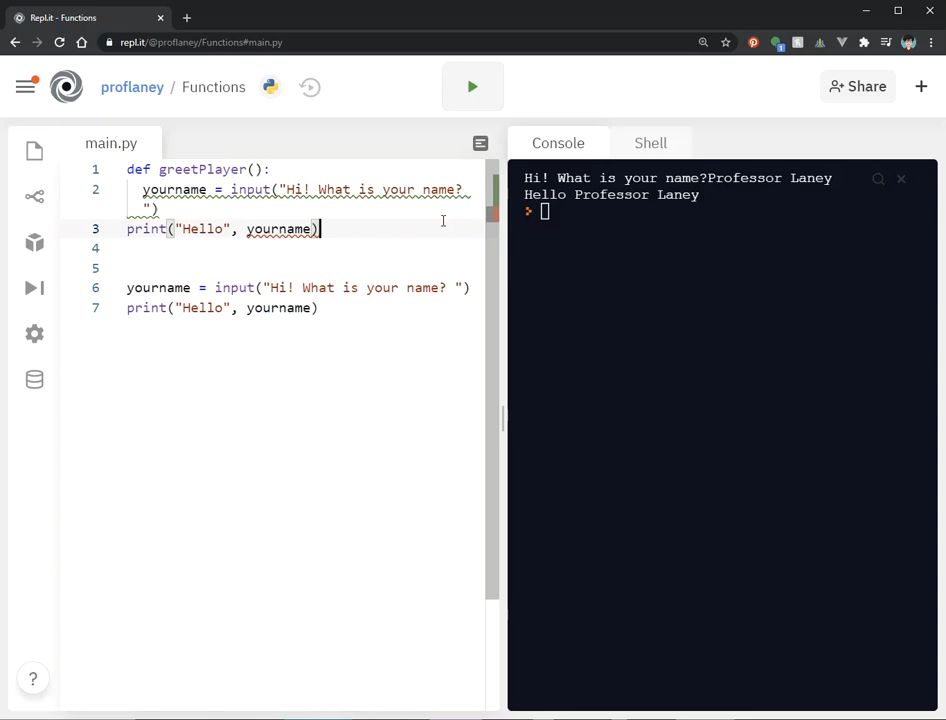 Repl.it - Functions
repl.it/@proflaney/Functions#main.py
proflaney / Functions
Share
main.py
1 def greetPlayer():
2 yourname = input("Hi! What is your name?
")
3 print("Hello", yourname)
4
5
6 yourname = input("Hi! What is your name? ")
7 print("Hello", yourname)
?
Console
Shell
Hi! What is your name?Professor Laney
Hello Professor Laney